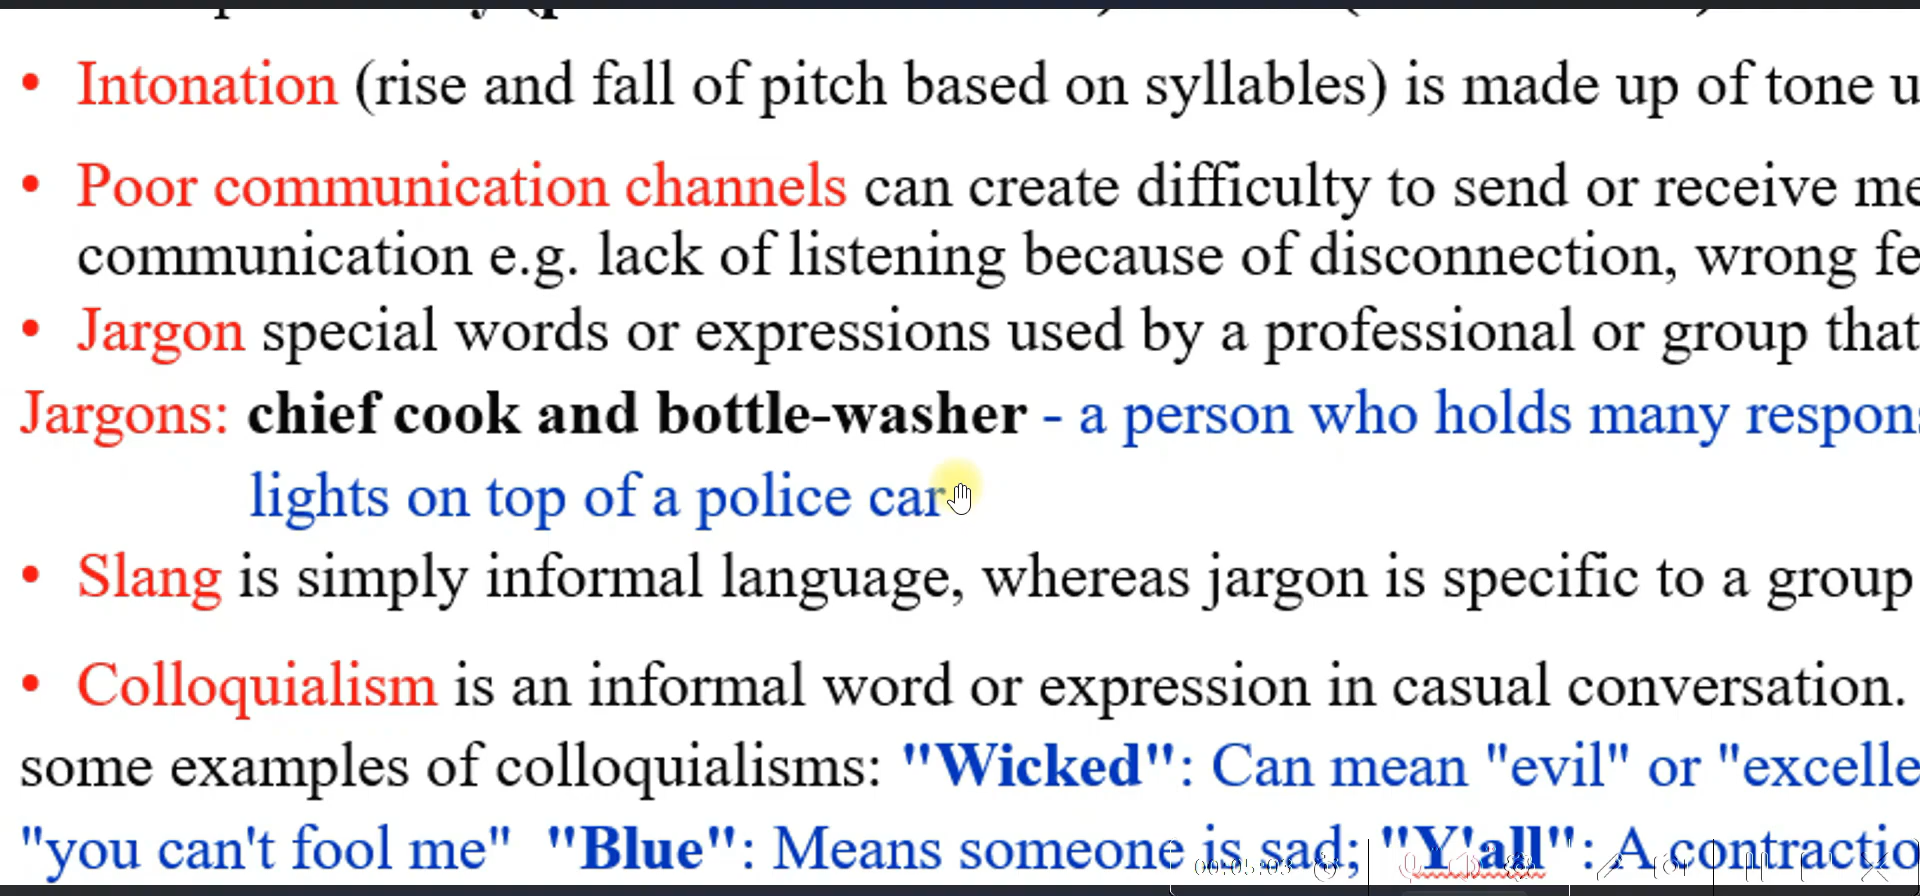 • Intonation (rise and fall of pitch based on syllables) is made up of tone
• Poor communication channels can create difficulty to send or receive
communication e.g. lack of listening because of disconnection, wrong
• Jargon special words or expressions used by a professional or group that
Jargons: chief cook and bottle-washer - a person who holds many
lights on top of a police car
• Slang is simply informal language, whereas jargon is specific to a group
• Colloquialism is an informal word or expression in casual conversation.
some examples of colloquialisms: "Wicked": Can mean "evil" or
"you can't fool me" "Blue": Means someone is sad; "Y'all": A
00:05:03